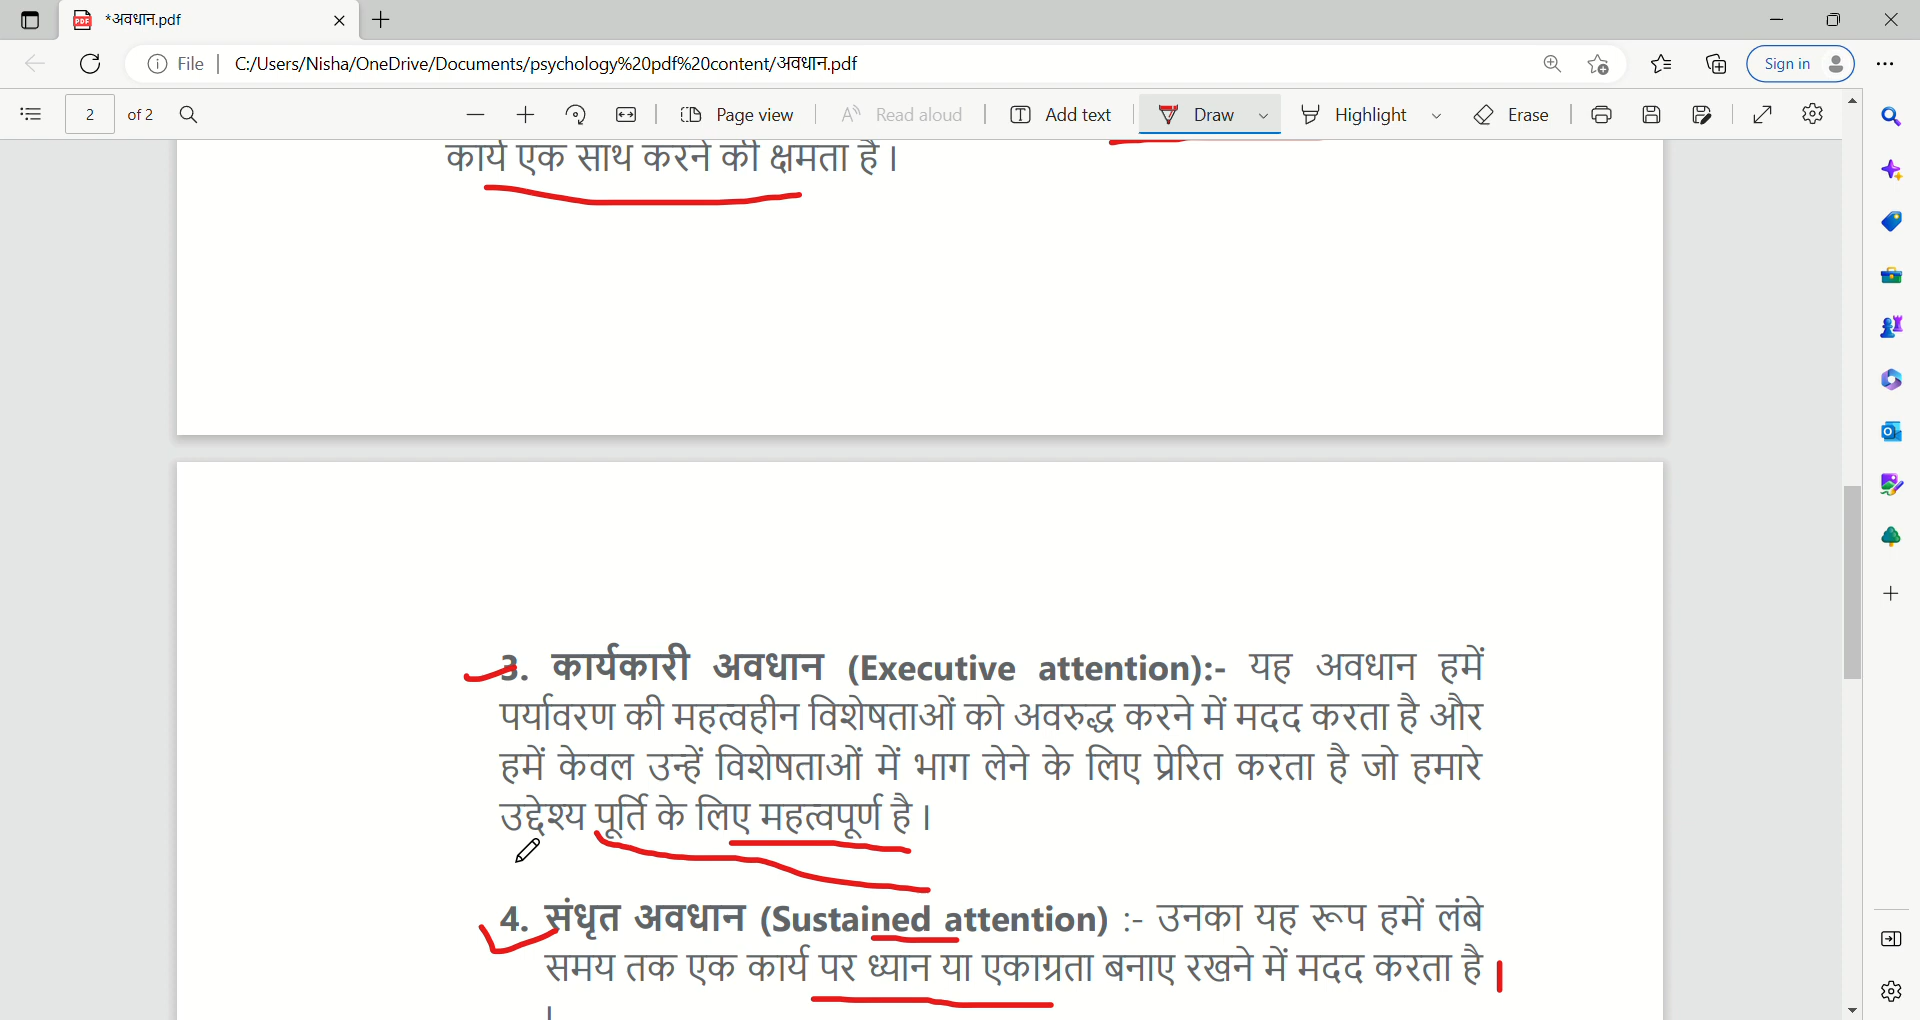 *अवधान.pdf
File
C:/Users/Nisha/OneDrive/Documents/psychology%20pdf%20content/अवधान.pdf
Sign in
2 of 2
Page view
Read aloud
Add text
Draw
Highlight
Erase
कार्य एक साथ करने की क्षमता है ।
3. कार्यकारी अवधान (Executive attention):- यह अवधान हमें
पर्यावरण की महत्वहीन विशेषताओं को अवरुद्ध करने में मदद करता है और
हमें केवल उन्हें विशेषताओं में भाग लेने के लिए प्रेरित करता है जो हमारे
उद्देश्य पूर्ति के लिए महत्वपूर्ण है ।
4. संधृत अवधान (Sustained attention) :- उनका यह रूप हमें लंबे
समय तक एक कार्य पर ध्यान या एकाग्रता बनाए रखने में मदद करता है
।